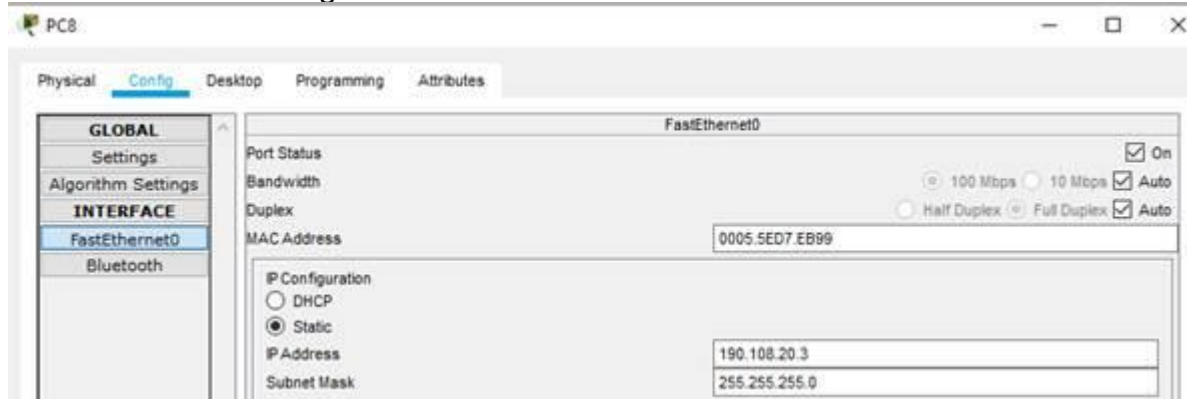 PC8
Physical Config Desktop Programming Attributes
GLOBAL
Settings
Algorithm Settings
INTERFACE
FastEthernet0
Bluetooth
FastEthernet0
Port Status On
Bandwidth 100 Mbps 10 Mbps Auto
Duplex Half Duplex Full Duplex Auto
MAC Address 0005.5ED7.EB99
IP Configuration
DHCP
Static
IP Address 190.108.20.3
Subnet Mask 255.255.255.0